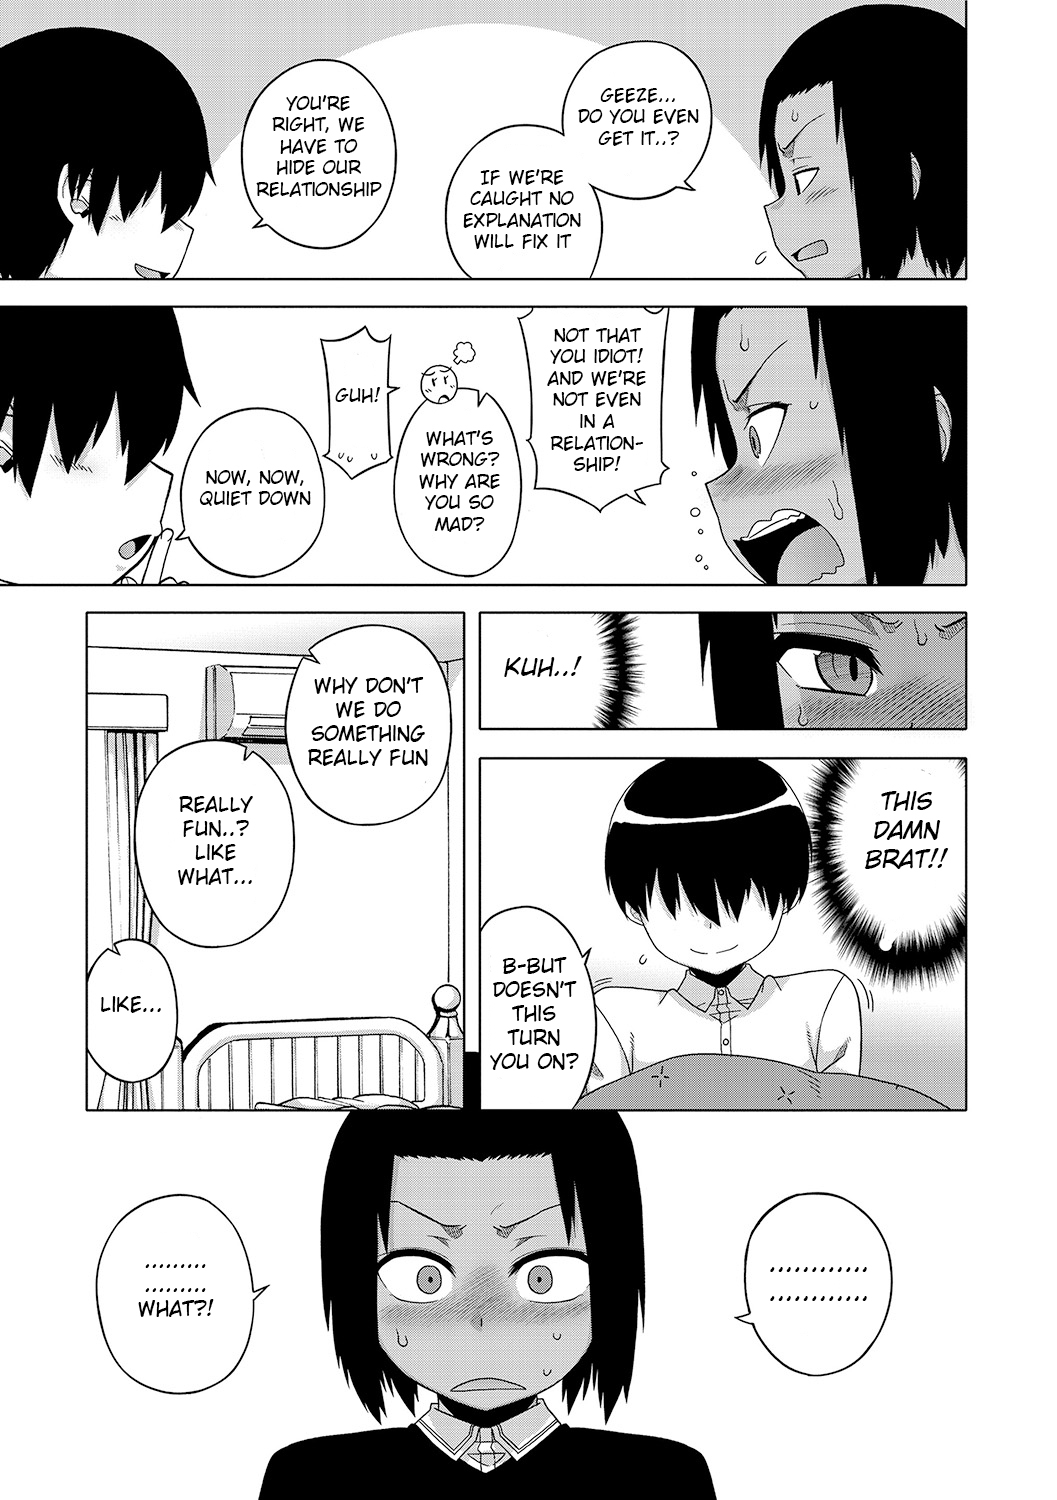 GEEZE...
DO YOU EVEN
GET IT..?
IF WE'RE
CAUGHT NO
EXPLANATION
WILL FIX IT
YOU'RE
RIGHT, WE
HAVE TO
HIDE OUR
RELATIONSHIP
NOT THAT
YOU IDIOT!
AND WE'RE
NOT EVEN
IN A
RELATION-
SHIP!
WHAT'S
WRONG?
WHY ARE
YOU SO
MAD?
GUH!
NOW, NOW,
QUIET DOWN
KUH..!
THIS
DAMN
BRAT!!
B-BUT
DOESN'T
THIS
TURN
YOU ON?
WHY DON'T
WE DO
SOMETHING
REALLY FUN
REALLY
FUN..?
LIKE
WHAT...
LIKE...
............
............
.........
.........
WHAT?!